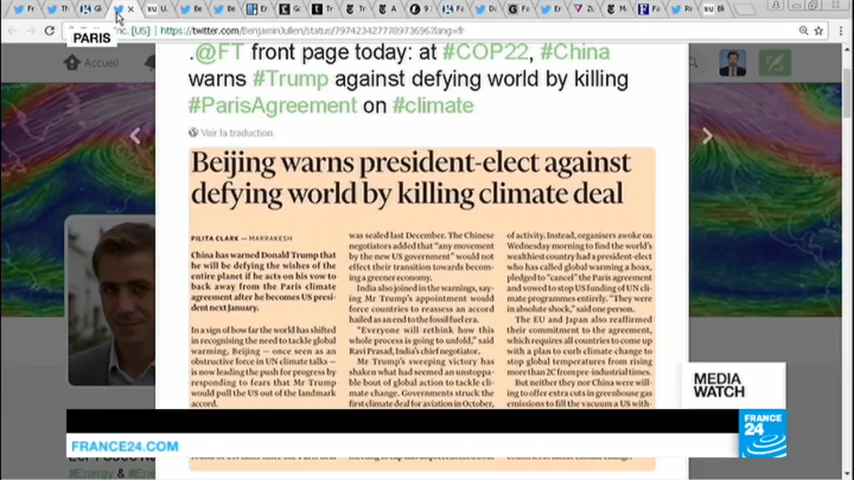 https://twitter.com/BenjaminJullien/status/797423427778973696?lang=fr
PARIS
Accueil
.@FT front page today: at #COP22, #China
warns #Trump against defying world by killing
#ParisAgreement on #climate
Voir la traduction
Beijing warns president-elect against
defying world by killing climate deal
PILITA CLARK — MARRAKESH
China has warned Donald Trump that
he will be defying the wishes of the
entire planet if he acts on his vow to
back away from the Paris climate
agreement after he becomes US presi-
dent next January.
In a sign of how far the world has shifted
in recognising the need to tackle global
warming, Beijing — once seen as an
obstructive force in UN climate talks —
is now leading the push for progress by
responding to fears that Mr Trump
would pull the US out of the landmark
accord.
was sealed last December. The Chinese
negotiators added that "any movement
by the new US government" would not
effect their transition towards becom-
ing a greener economy.
India also joined in the warnings, say-
ing Mr Trump's appointment would
force countries to reassess an accord
hailed as an end to the fossil fuel era.
"Everyone will rethink how this
whole process is going to unfold," said
Ravi Prasad, India's chief negotiator.
Mr Trump's sweeping victory has
shaken what had seemed an unstoppa-
ble bout of global action to tackle cli-
mate change. Governments struck the
first climate deal for aviation in October,
of activity. Instead, organisers awoke on
Wednesday morning to find the world's
wealthiest country had a president-elect
who has called global warming a hoax,
pledged to "cancel" the Paris agreement
and vowed to stop US funding of UN cli-
mate programmes entirely. "They were
in absolute shock," said one person.
The EU and Japan also reaffirmed
their commitment to the agreement,
which requires all countries to come up
with a plan to curb climate change to
stop global temperatures from rising
more than 2C from pre-industrial times.
But neither they nor China were will-
ing to offer extra cuts in greenhouse gas
emissions to fill the vacuum a US with-
MEDIA
WATCH
FRANCE
24
FRANCE24.COM
#Energy &